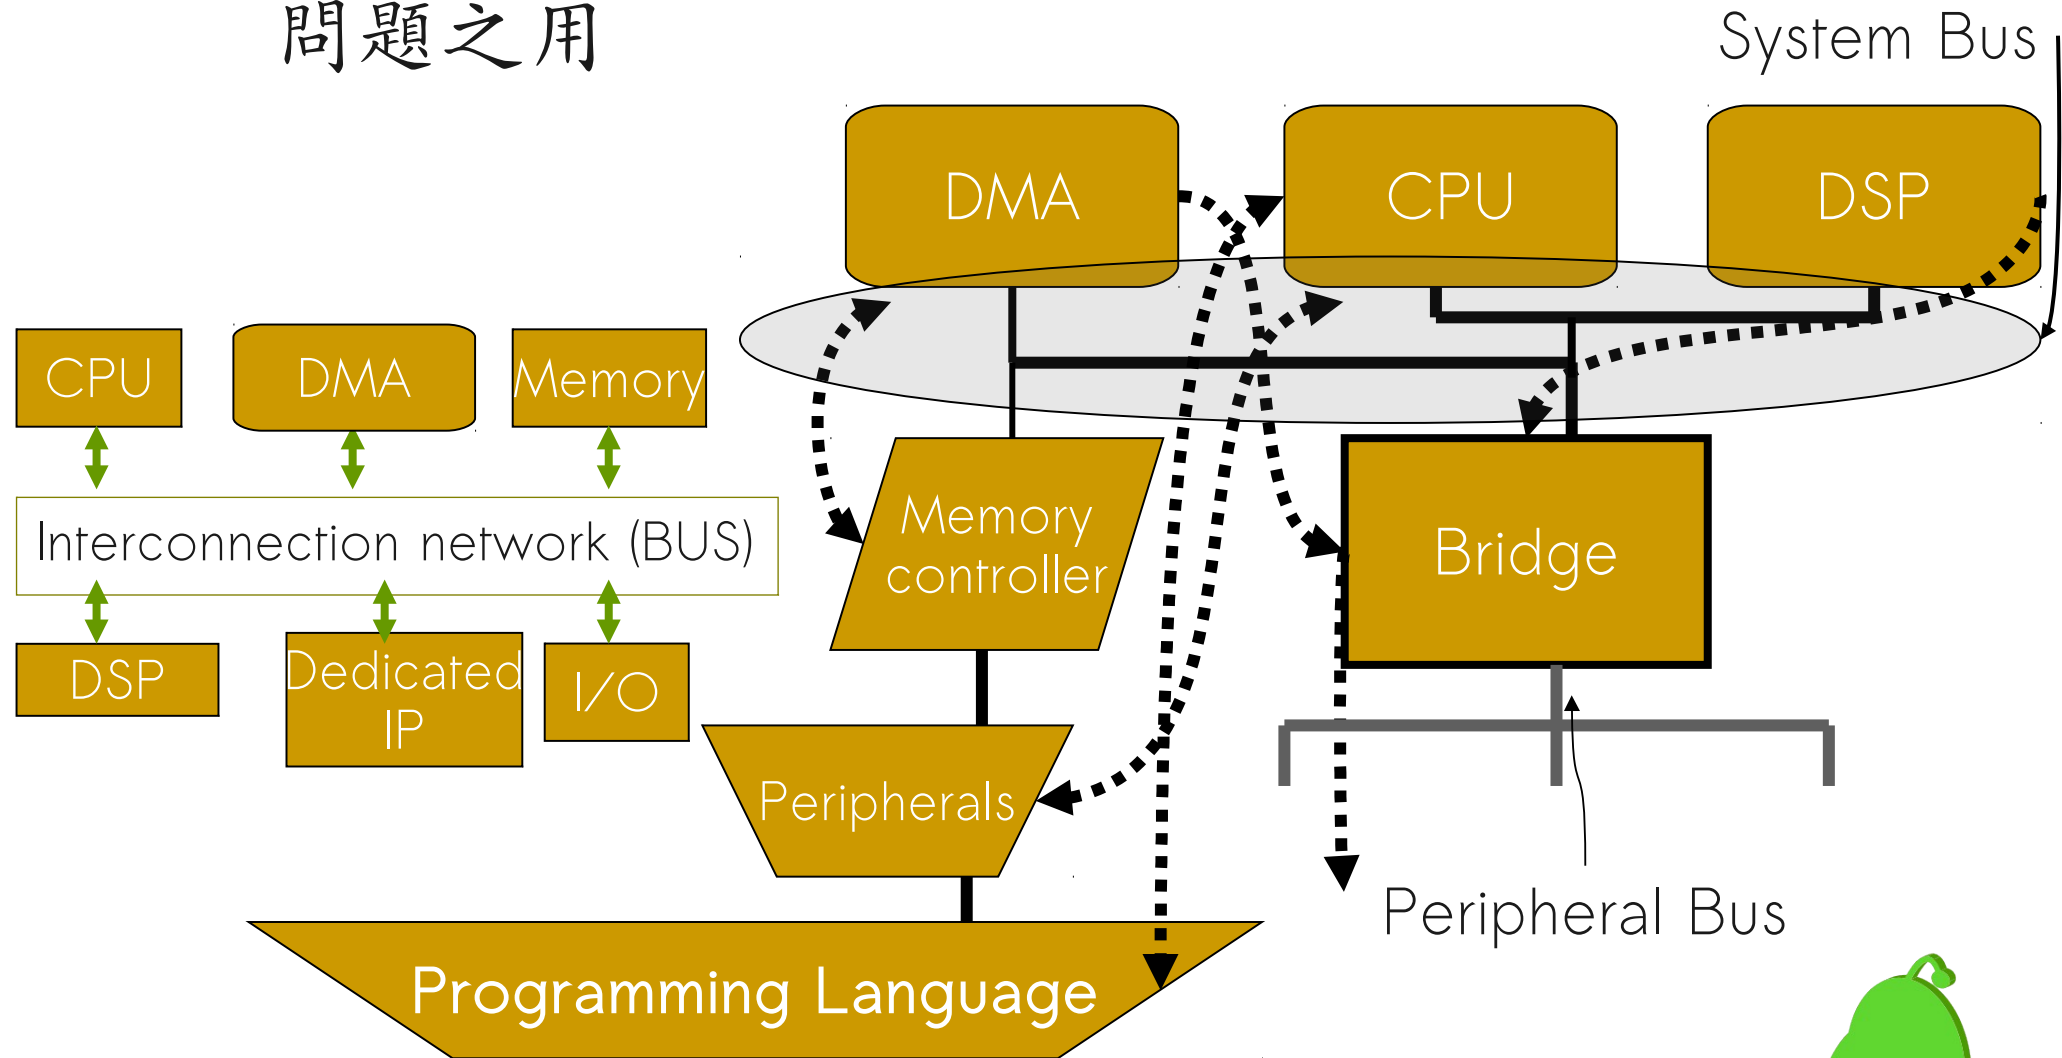 問題之用
System Bus
DMA
CPU
DSP
CPU
DMA
Memory
Interconnection network (BUS)
DSP
Dedicated
IP
I/O
Memory
controller
Bridge
Peripherals
Peripheral Bus
Programming Language